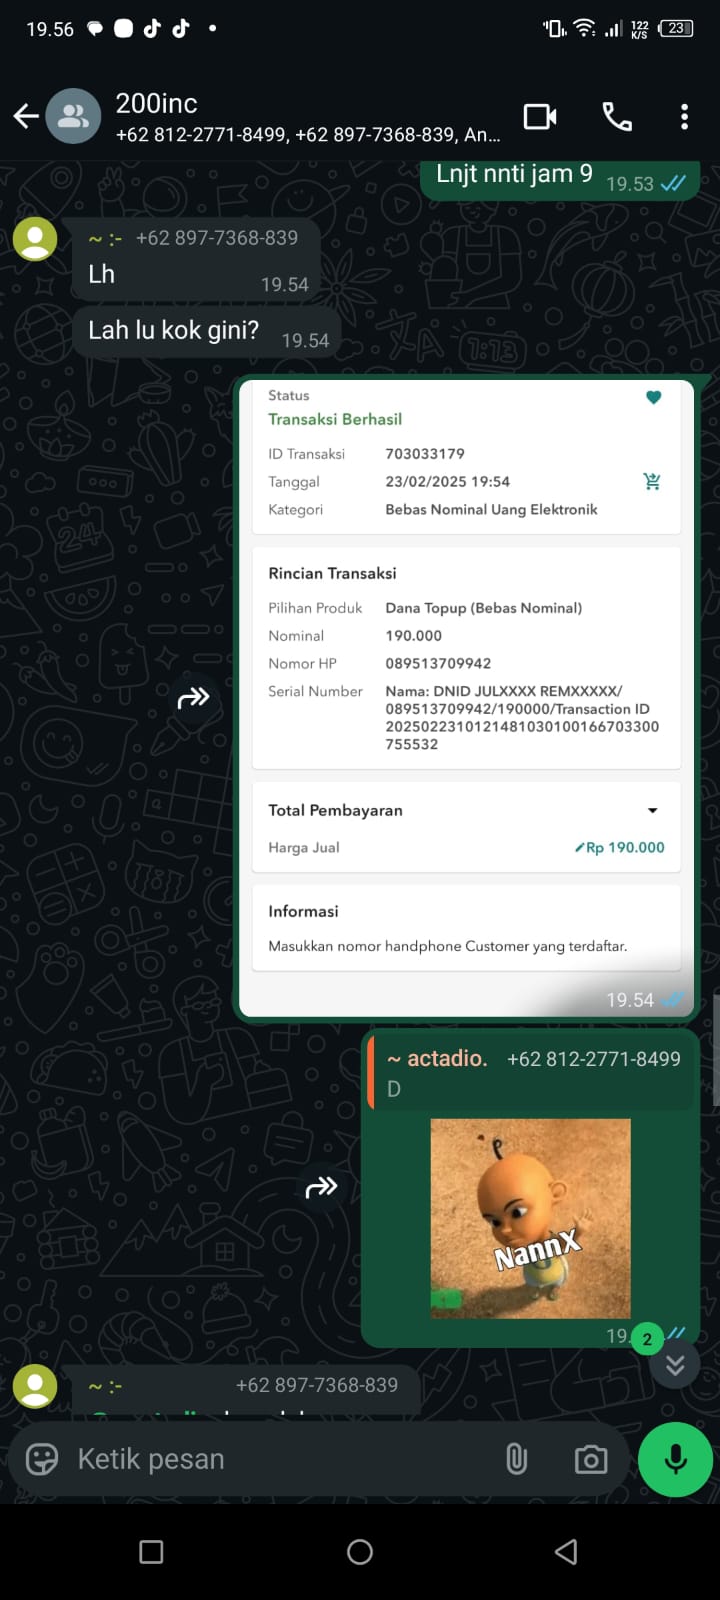 19.56
122
K/S
23
200inc
+62 812-2771-8499, +62 897-7368-839, An...
Lnjt nnti jam 9 19.53
~ :- +62 897-7368-839
Lh 19.54
Lah lu kok gini? 19.54
Status
Transaksi Berhasil
ID Transaksi 703033179
Tanggal 23/02/2025 19:54
Kategori Bebas Nominal Uang Elektronik
Rincian Transaksi
Pilihan Produk Dana Topup (Bebas Nominal)
Nominal 190.000
Nomor HP 089513709942
Serial Number Nama: DNID JULXXXX REMXXXXX/
089513709942/190000/Transaction ID
2025022310121481030100166703300
755532
Total Pembayaran
Harga Jual Rp 190.000
Informasi
Masukkan nomor handphone Customer yang terdaftar.
19.54
~ actadio. +62 812-2771-8499
D
NannX
19.
2
~ :- +62 897-7368-839
Ketik pesan